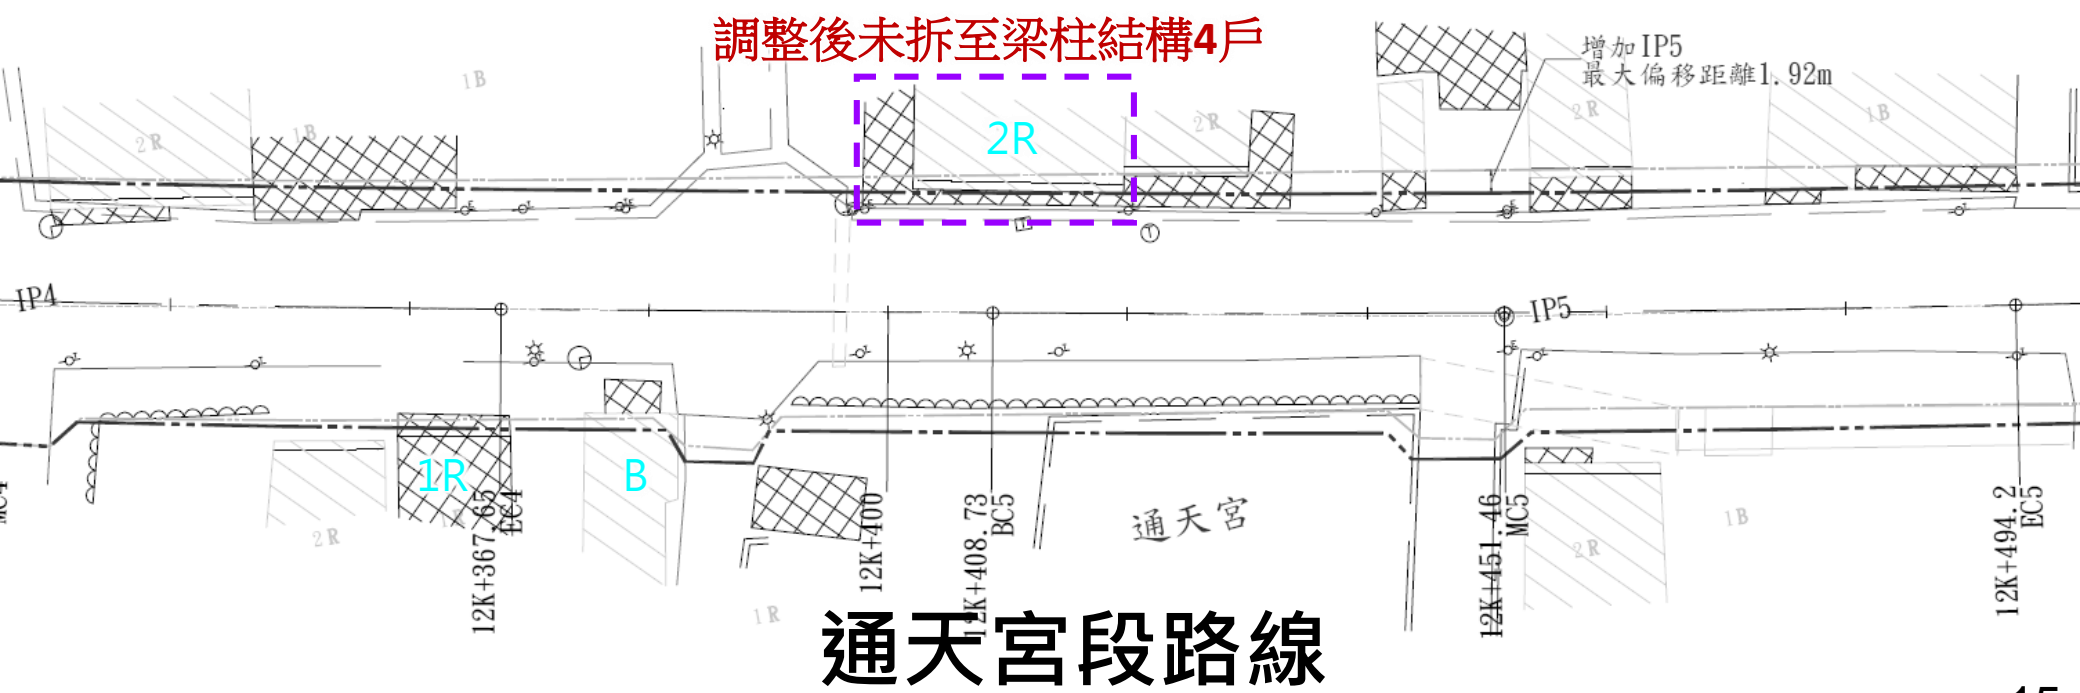 調整後未拆至梁柱結構4戶
增加IP5
最大偏移距離1.92m
1B
2R
1B
2R
2R
2R
1B
IP4
IP5
1R
B
2R
1R
1R
2R
1B
12K+367.65
EC4
12K+400
12K+408.73
BC5
通天宮
12K+451.46
MC5
12K+494.2
EC5
通天宮段路線